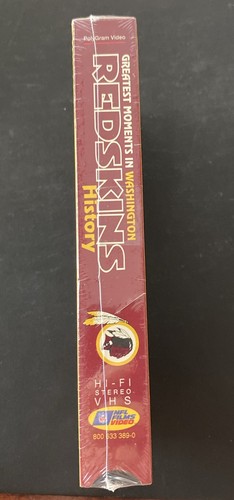 PolyGram Video
GREATEST MOMENTS IN WASHINGTON
REDSKINS
History
HI-FI
STEREO
VHS
NFL
FILMS
VIDEO
800 633 389-0